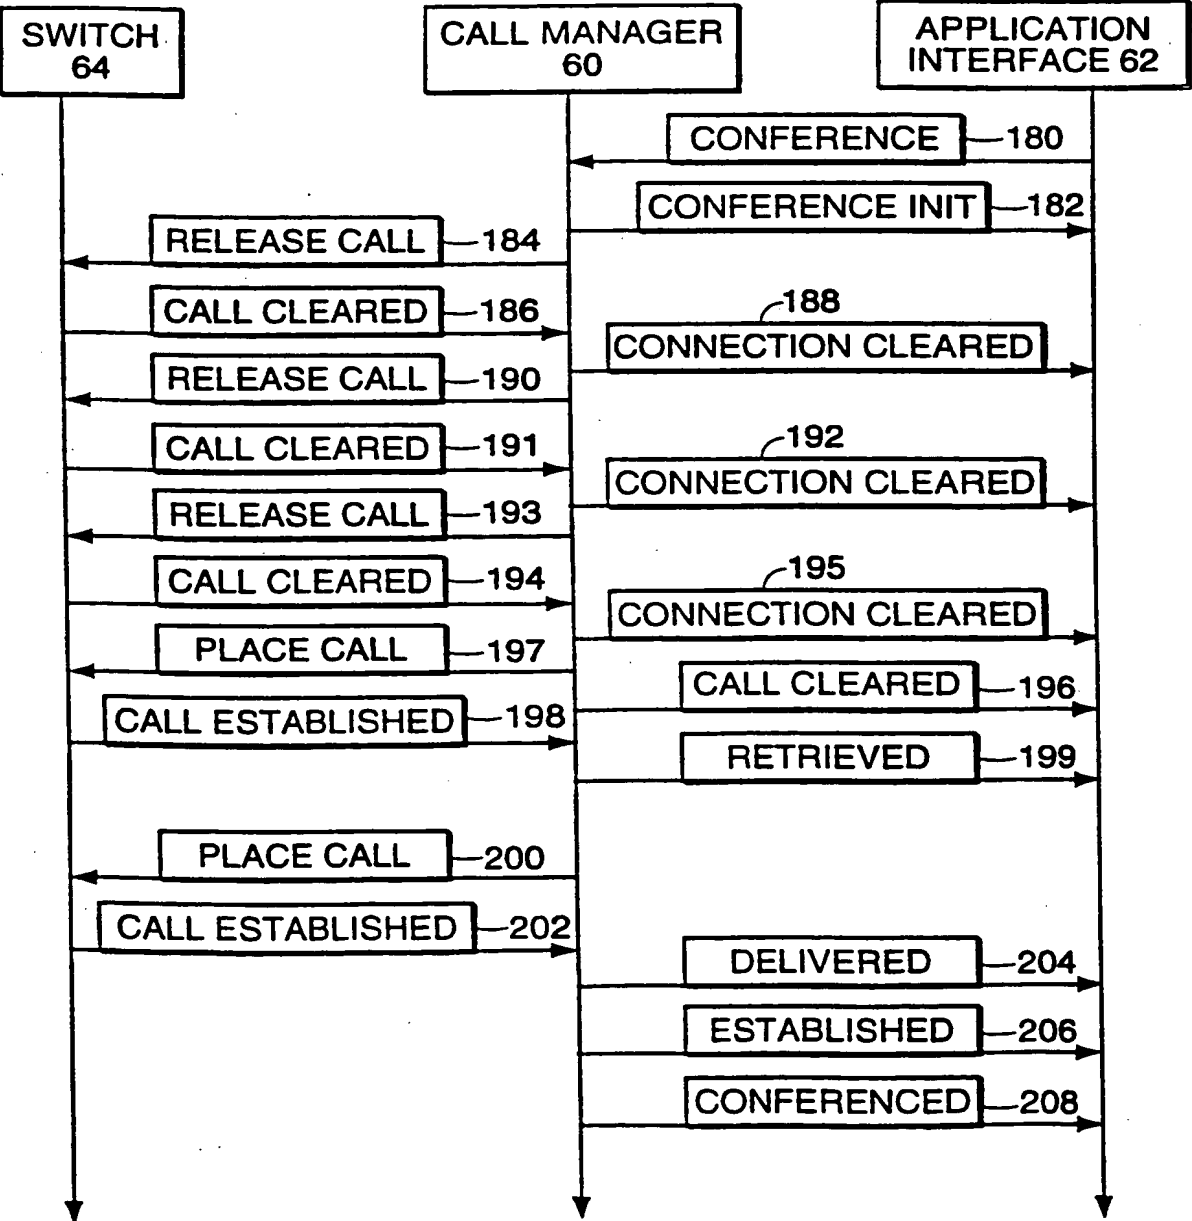 SWITCH
64
CALL MANAGER
60
APPLICATION
INTERFACE 62
CONFERENCE 180
CONFERENCE INIT 182
RELEASE CALL 184
CALL CLEARED 186
188
CONNECTION CLEARED
RELEASE CALL 190
CALL CLEARED 191
192
CONNECTION CLEARED
RELEASE CALL 193
CALL CLEARED 194
195
CONNECTION CLEARED
PLACE CALL 197
CALL CLEARED 196
CALL ESTABLISHED 198
RETRIEVED 199
PLACE CALL 200
CALL ESTABLISHED 202
DELIVERED 204
ESTABLISHED 206
CONFERENCED 208